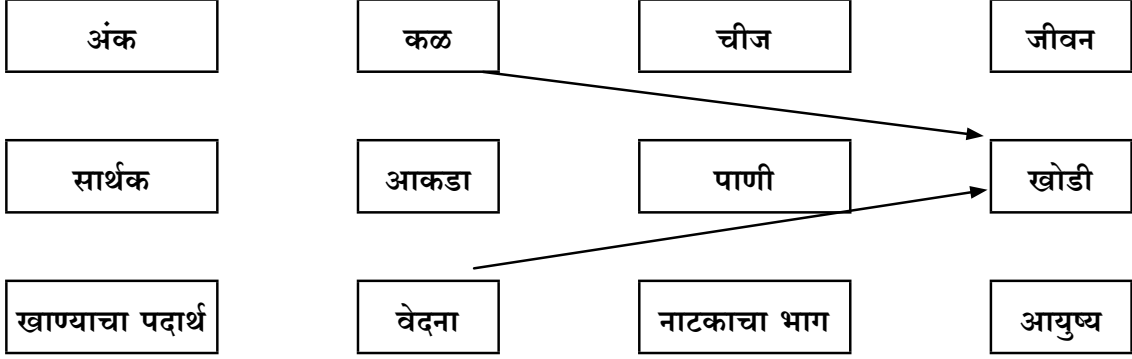 अंक कळ चीज जीवन
सार्थक आकडा पाणी खोडी
खाण्याचा पदार्थ वेदना नाटकाचा भाग आयुष्य